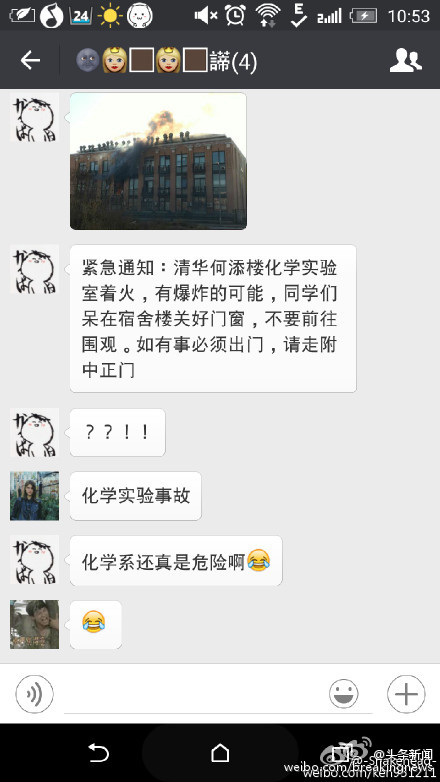 24
10:53
諦(4)
紧急通知：清华何添楼化学实验
室着火，有爆炸的可能，同学们
呆在宿舍楼关好门窗，不要前往
围观。如有事必须出门，请走附
中正门
？？！！
化学实验事故
化学系还真是危险啊😂
😂
@头条新闻
weibo.com/breakingnews